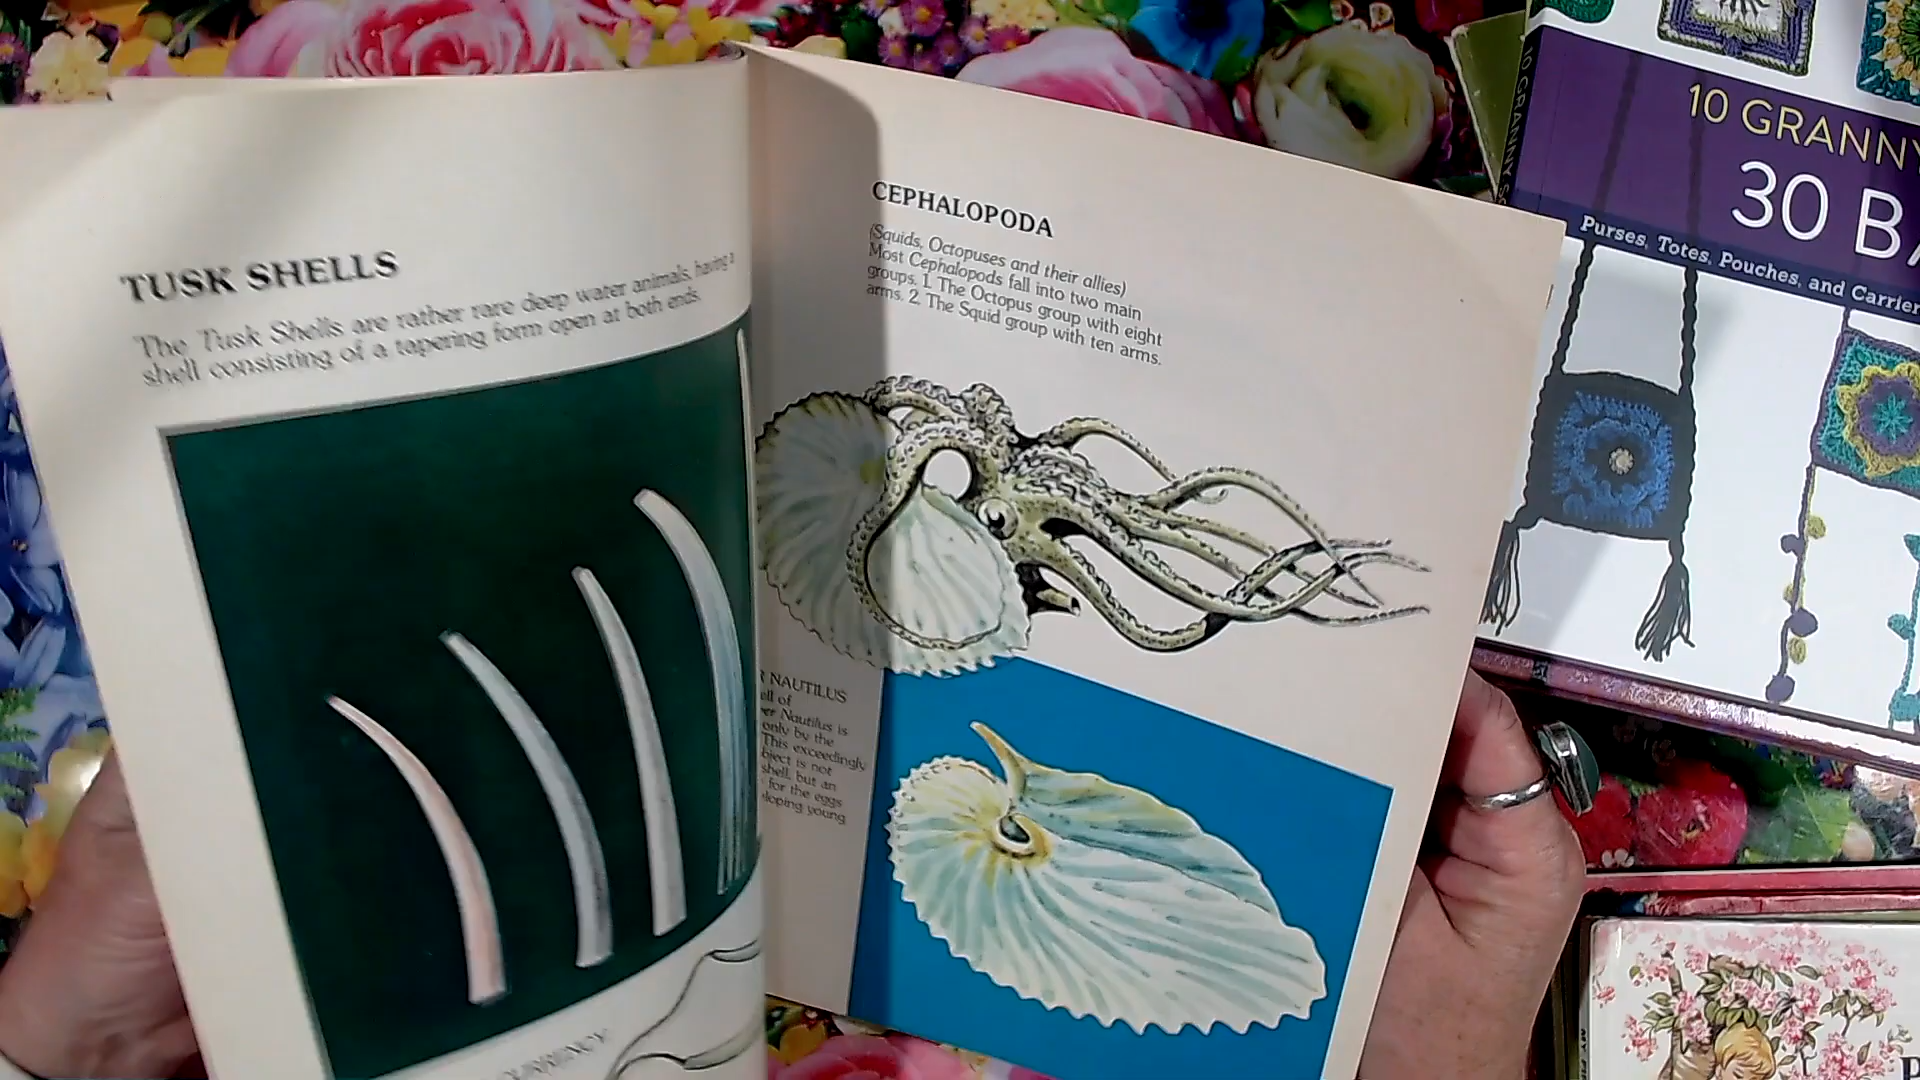 TUSK SHELLS
The Tusk Shells are rather rare deep water animals, having a
shell consisting of a tapering form open at both ends.
CURRENCY
CEPHALOPODA
(Squids, Octopuses and their allies)
Most Cephalopods fall into two main
groups. 1. The Octopus group with eight
arms. 2. The Squid group with ten arms.
NAUTILUS
of
Nautilus is
only by the
This exceedingly
is not
shell, but an
for the eggs
young
10 GRANNY
30 BA
Purses, Totes, Pouches, and Carrier
10 GRANNY